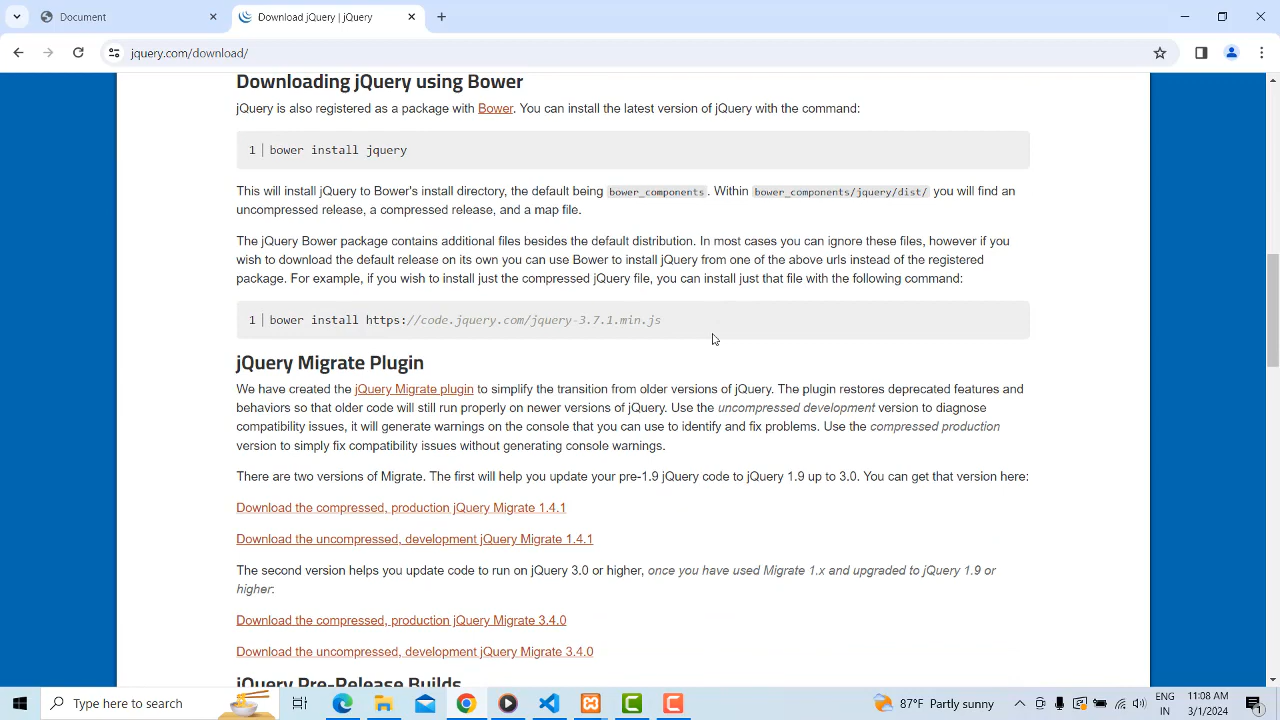 Document
Download jQuery | jQuery
jquery.com/download/
Downloading jQuery using Bower
jQuery is also registered as a package with Bower. You can install the latest version of jQuery with the command:
1 bower install jquery
This will install jQuery to Bower's install directory, the default being bower_components. Within bower_components/jquery/dist/ you will find an
uncompressed release, a compressed release, and a map file.
The jQuery Bower package contains additional files besides the default distribution. In most cases you can ignore these files, however if you
wish to download the default release on its own you can use Bower to install jQuery from one of the above urls instead of the registered
package. For example, if you wish to install just the compressed jQuery file, you can install just that file with the following command:
1 bower install https://code.jquery.com/jquery-3.7.1.min.js
jQuery Migrate Plugin
We have created the jQuery Migrate plugin to simplify the transition from older versions of jQuery. The plugin restores deprecated features and
behaviors so that older code will still run properly on newer versions of jQuery. Use the uncompressed development version to diagnose
compatibility issues, it will generate warnings on the console that you can use to identify and fix problems. Use the compressed production
version to simply fix compatibility issues without generating console warnings.
There are two versions of Migrate. The first will help you update your pre-1.9 jQuery code to jQuery 1.9 up to 3.0. You can get that version here:
Download the compressed, production jQuery Migrate 1.4.1
Download the uncompressed, development jQuery Migrate 1.4.1
The second version helps you update code to run on jQuery 3.0 or higher, once you have used Migrate 1.x and upgraded to jQuery 1.9 or
higher:
Download the compressed, production jQuery Migrate 3.4.0
Download the uncompressed, development jQuery Migrate 3.4.0
jQuery Pre-Release Builds
Type here to search
87°F Partly sunny
ENG
IN
11:08 AM
3/1/2024